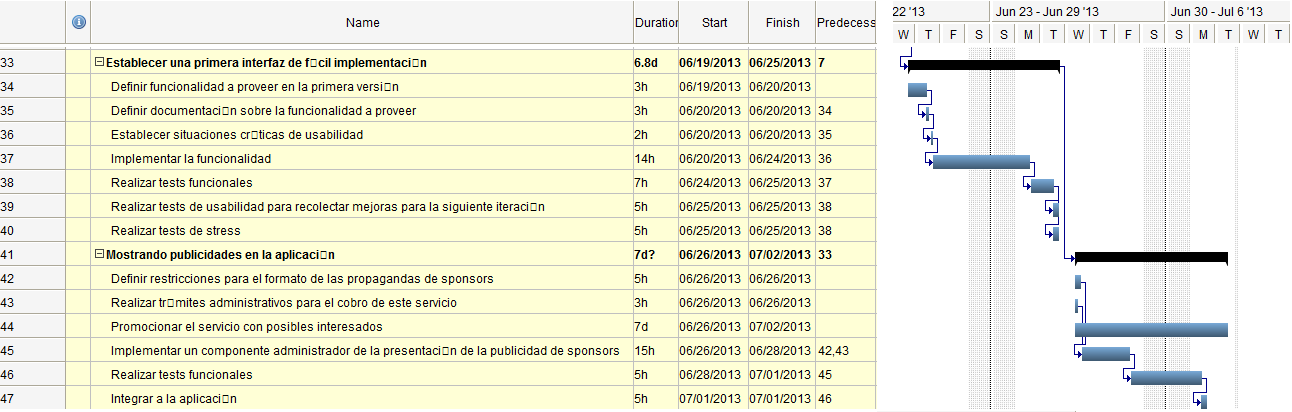 Name Duration Start Finish Predecess 22 '13 Jun 23 - Jun 29 '13 Jun 30 - Jul 6 '13
W T F S S M T W T F S S M T W T
33 Establecer una primera interfaz de f□cil implementaci□n 6.8d 06/19/2013 06/25/2013 7
34 Definir funcionalidad a proveer en la primera versi□n 3h 06/19/2013 06/20/2013
35 Definir documentaci□n sobre la funcionalidad a proveer 3h 06/20/2013 06/20/2013 34
36 Establecer situaciones cr□ticas de usabilidad 2h 06/20/2013 06/20/2013 35
37 Implementar la funcionalidad 14h 06/20/2013 06/24/2013 36
38 Realizar tests funcionales 7h 06/24/2013 06/25/2013 37
39 Realizar tests de usabilidad para recolectar mejoras para la siguiente iteraci□n 5h 06/25/2013 06/25/2013 38
40 Realizar tests de stress 5h 06/25/2013 06/25/2013 38
41 Mostrando publicidades en la aplicaci□n 7d? 06/26/2013 07/02/2013 33
42 Definir restricciones para el formato de las propagandas de sponsors 5h 06/26/2013 06/26/2013
43 Realizar tr□mites administrativos para el cobro de este servicio 3h 06/26/2013 06/26/2013
44 Promocionar el servicio con posibles interesados 7d 06/26/2013 07/02/2013
45 Implementar un componente administrador de la presentaci□n de la publicidad de sponsors 15h 06/26/2013 06/28/2013 42,43
46 Realizar tests funcionales 5h 06/28/2013 07/01/2013 45
47 Integrar a la aplicaci□n 5h 07/01/2013 07/01/2013 46